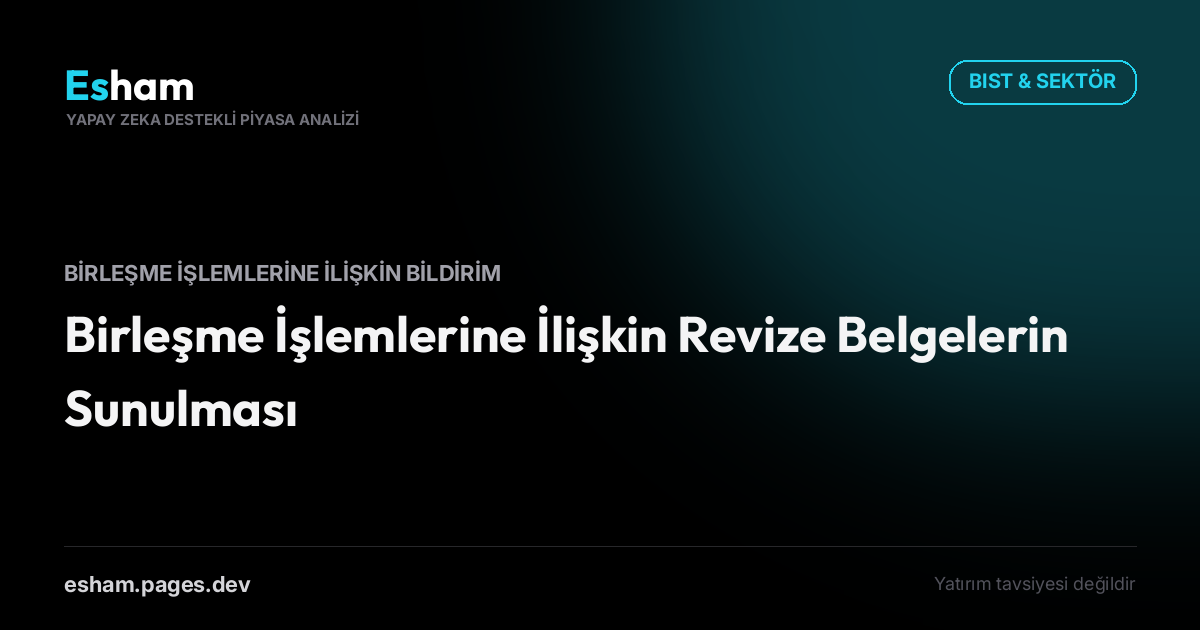 Esham
YAPAY ZEKA DESTEKLİ PİYASA ANALİZİ
BIST & SEKTÖR
BİRLEŞME İŞLEMLERİNE İLİŞKİN BİLDİRİM
Birleşme İşlemlerine İlişkin Revize Belgelerin
Sunulması
esham.pages.dev
Yatırım tavsiyesi değildir